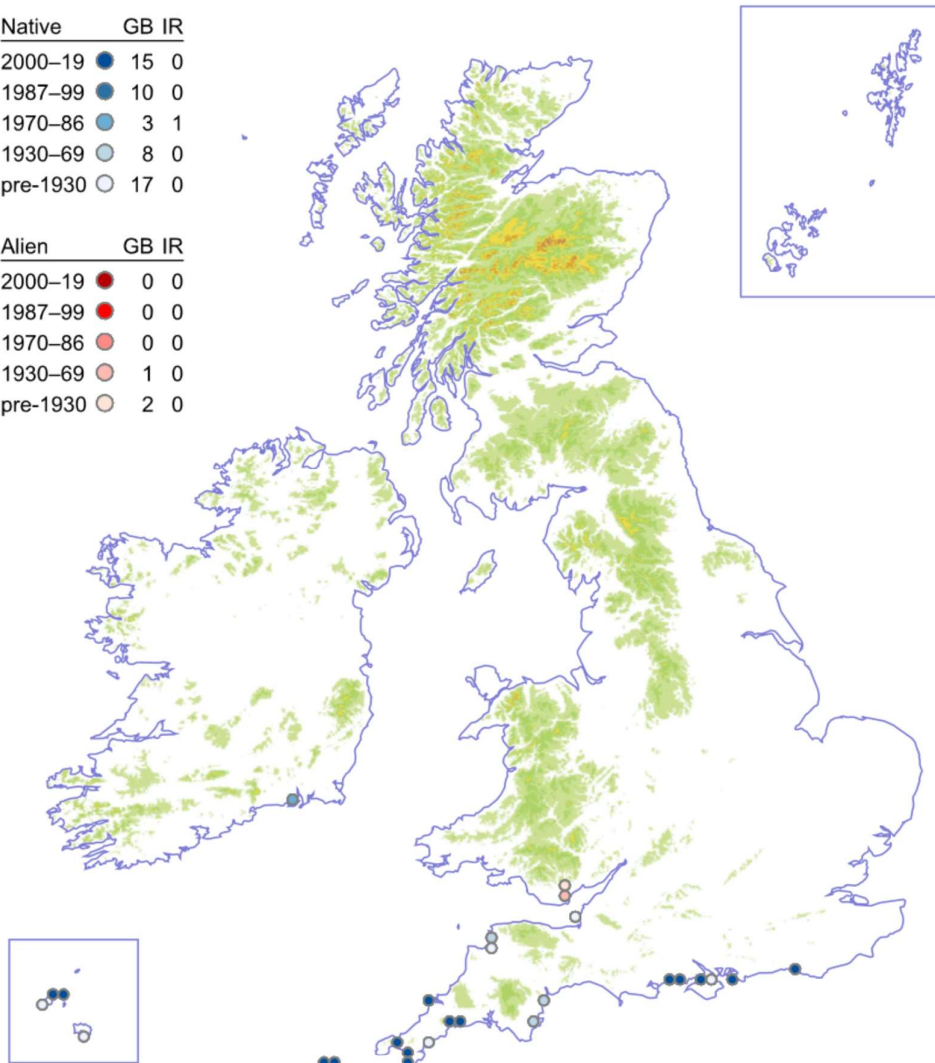 Native GB IR
2000–19 15 0
1987–99 10 0
1970–86 3 1
1930–69 8 0
pre-1930 17 0
Alien GB IR
2000–19 0 0
1987–99 0 0
1970–86 0 0
1930–69 1 0
pre-1930 2 0